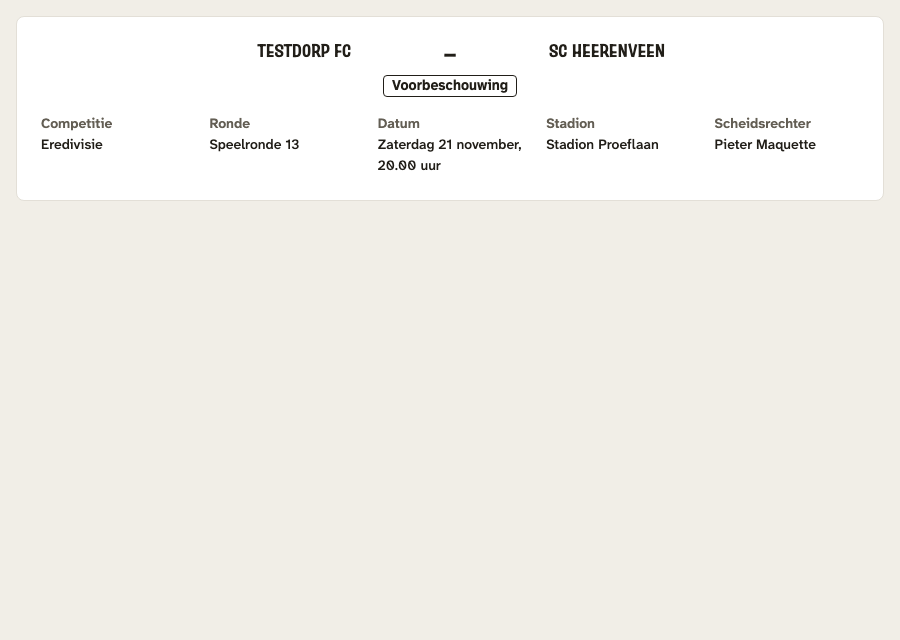 TESTDORP FC – SC HEERENVEEN
Voorbeschouwing
Competitie
Eredivisie
Ronde
Speelronde 13
Datum
Zaterdag 21 november,
20.00 uur
Stadion
Stadion Proeflaan
Scheidsrechter
Pieter Maquette